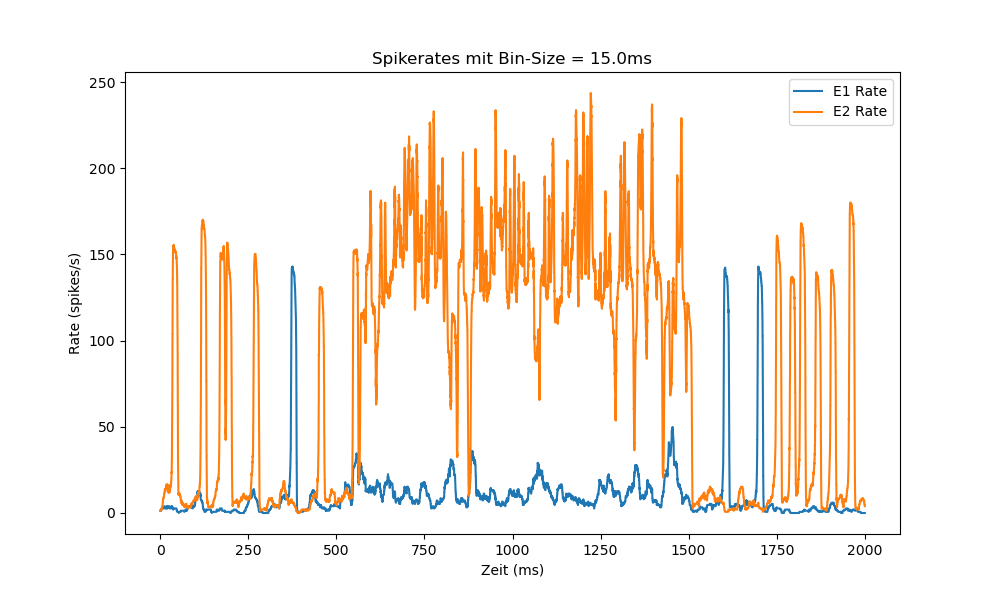 Spikerates mit Bin-Size = 15.0ms
E1 Rate
E2 Rate
Rate (spikes/s)
250
200
150
100
50
0
0 250 500 750 1000 1250 1500 1750 2000
Zeit (ms)